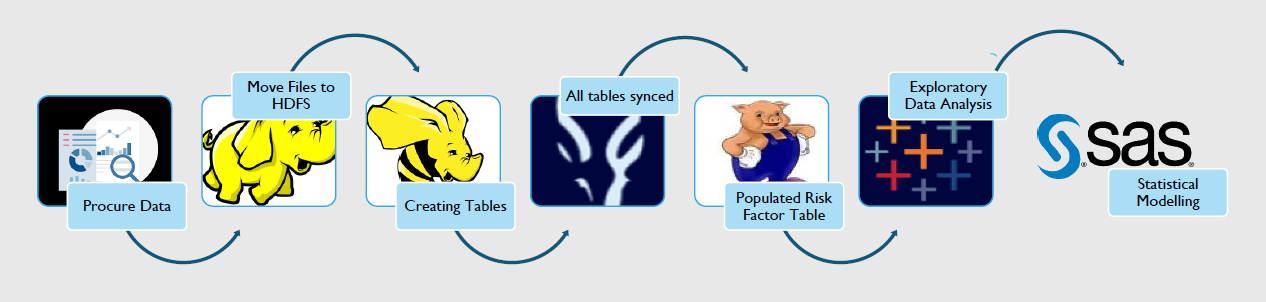 Procure Data
Move Files to
HDFS
Creating Tables
All tables synced
Populated Risk
Factor Table
Exploratory
Data Analysis
sas
Statistical
Modelling